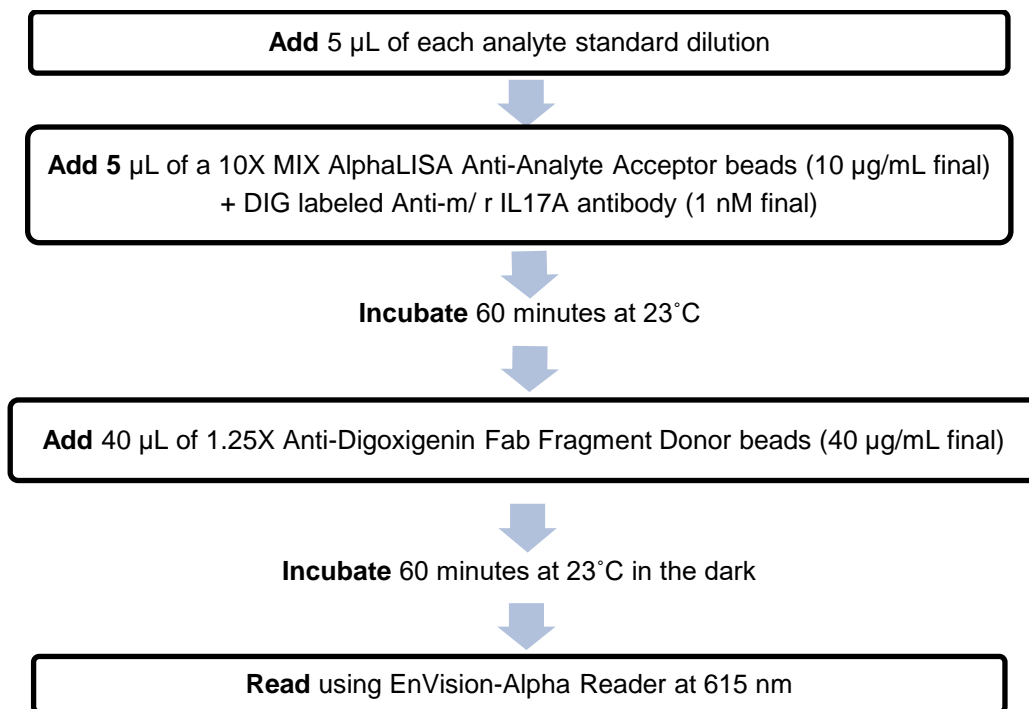 Add 5 µL of each analyte standard dilution
Add 5 µL of a 10X MIX AlphaLISA Anti-Analyte Acceptor beads (10 µg/mL final)
+ DIG labeled Anti-m/ r IL17A antibody (1 nM final)
Incubate 60 minutes at 23˚C
Add 40 µL of 1.25X Anti-Digoxigenin Fab Fragment Donor beads (40 µg/mL final)
Incubate 60 minutes at 23˚C in the dark
Read using EnVision-Alpha Reader at 615 nm